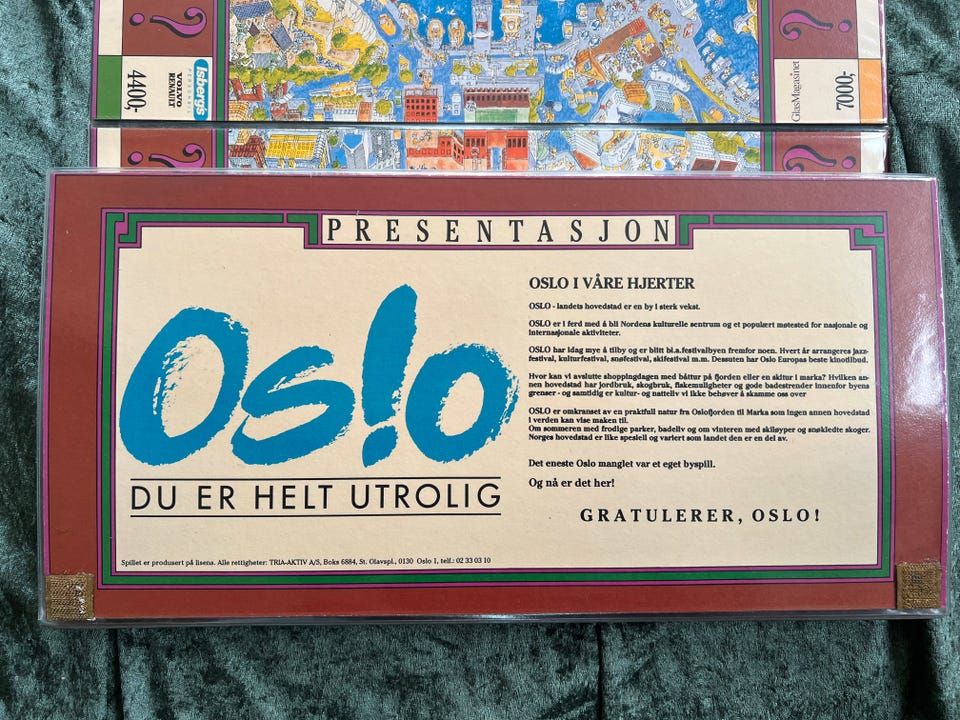 ?
?
Isbergs
PERSONBIL
VOLVO
RENAULT
4400,-
GlasMagasinet
7000,-
?
?
PRESENTASJON
Oslo
DU ER HELT UTROLIG
Spillet er produsert på lisens. Alle rettigheter: TRIA-AKTIV A/S, Boks 6884, St. Olavspl., 0130 Oslo 1, telf.: 02 33 03 10
OSLO I VÅRE HJERTER
OSLO - landets hovedstad er en by i sterk vekst.
OSLO er i ferd med å bli Nordens kulturelle sentrum og et populært møtested for nasjonale og
internasjonale aktiviteter.
OSLO har idag mye å tilby og er blitt bl.a. festivalbyen fremfor noen. Hvert år arrangeres jazz-
festival, kulturfestival, snøfestival, skifestival m.m. Dessuten har Oslo Europas beste kinotilbud.
Hvor kan vi avslutte shoppingdagen med båttur på fjorden eller en skitur i marka? Hvilken an-
nen hovedstad har jordbruk, skogbruk, fiskemuligheter og gode badestrender innenfor byens
grenser - og samtidig er kultur- og natteliv vi ikke behøver å skamme oss over
OSLO er omkranset av en praktfull natur fra Oslofjorden til Marka som ingen annen hovedstad
i verden kan vise maken til.
Om sommeren med frodige parker, badeliv og om vinteren med skiløyper og snøkledte skoger.
Norges hovedstad er like spesiell og variert som landet den er en del av.
Det eneste Oslo manglet var et eget byspill.
Og nå er det her!
GRATULERER, OSLO!